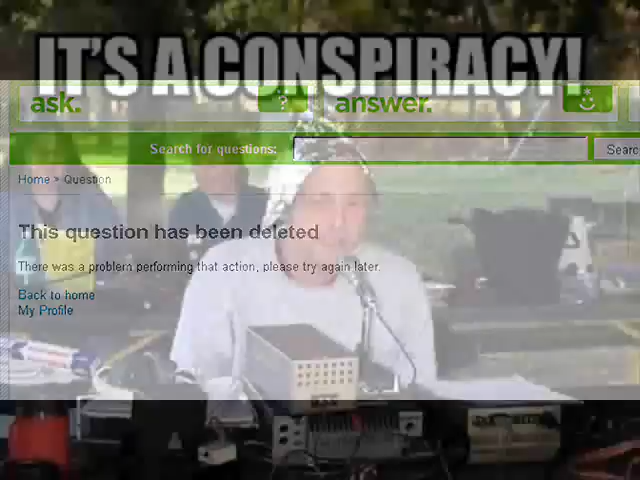 IT'S A CONSPIRACY!
ask. ? answer.
Search for questions: Searc
Home > Question
This question has been deleted
There was a problem performing that action, please try again later.
Back to home
My Profile